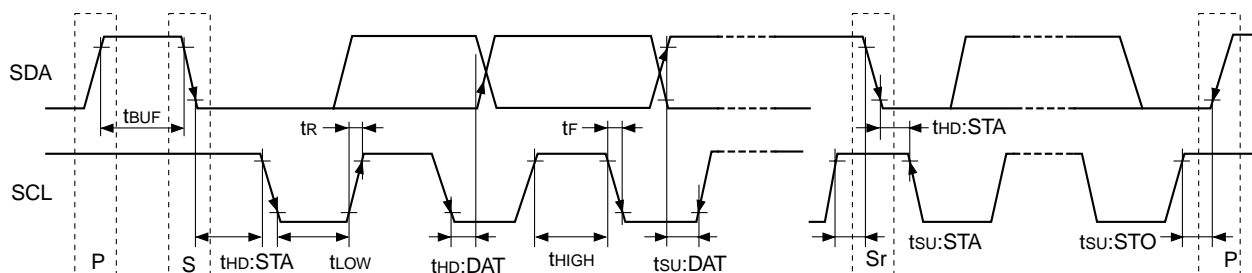 SDA
tBUF
tR
tF
tHD:STA
SCL
P
S
tHD:STA
tLOW
tHD:DAT
tHIGH
tSU:DAT
Sr
tSU:STA
tSU:STO
P